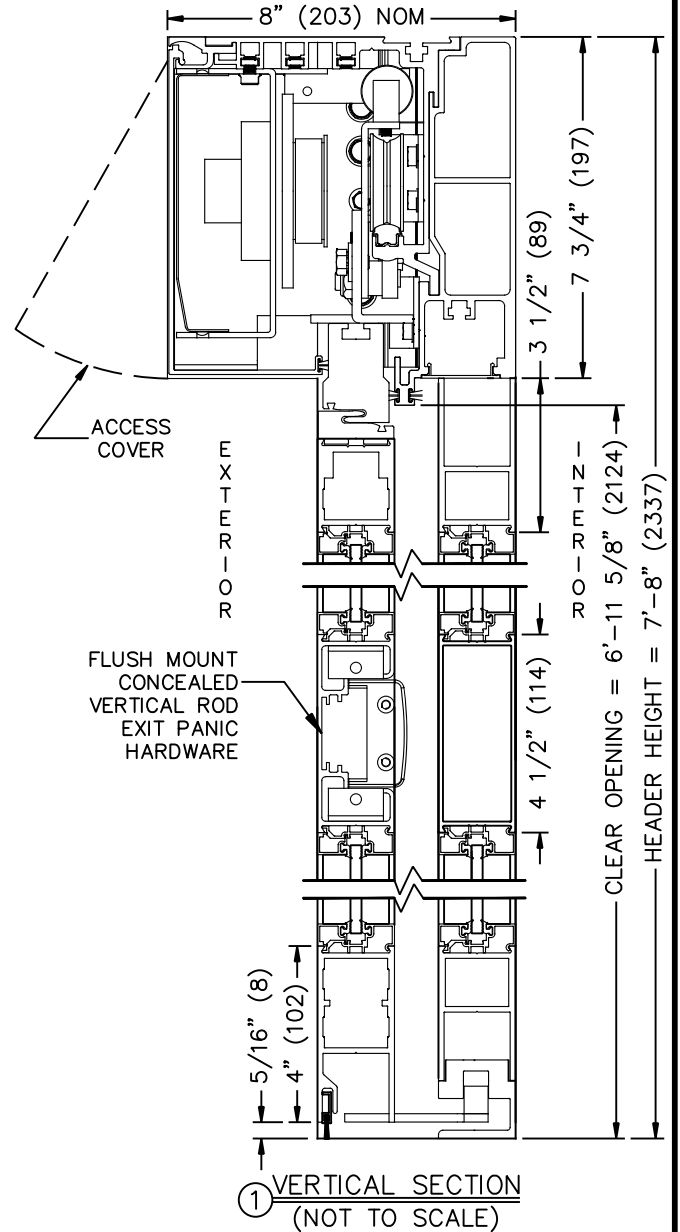 8" (203) NOM
3 1/2" (89)
7 3/4" (197)
ACCESS
COVER
EXTERIOR
INTERIOR
CLEAR OPENING = 6'-11 5/8" (2124)
HEADER HEIGHT = 7'-8" (2337)
FLUSH MOUNT
CONCEALED
VERTICAL ROD
EXIT PANIC
HARDWARE
4 1/2" (114)
5/16" (8)
4" (102)
1 VERTICAL SECTION
(NOT TO SCALE)